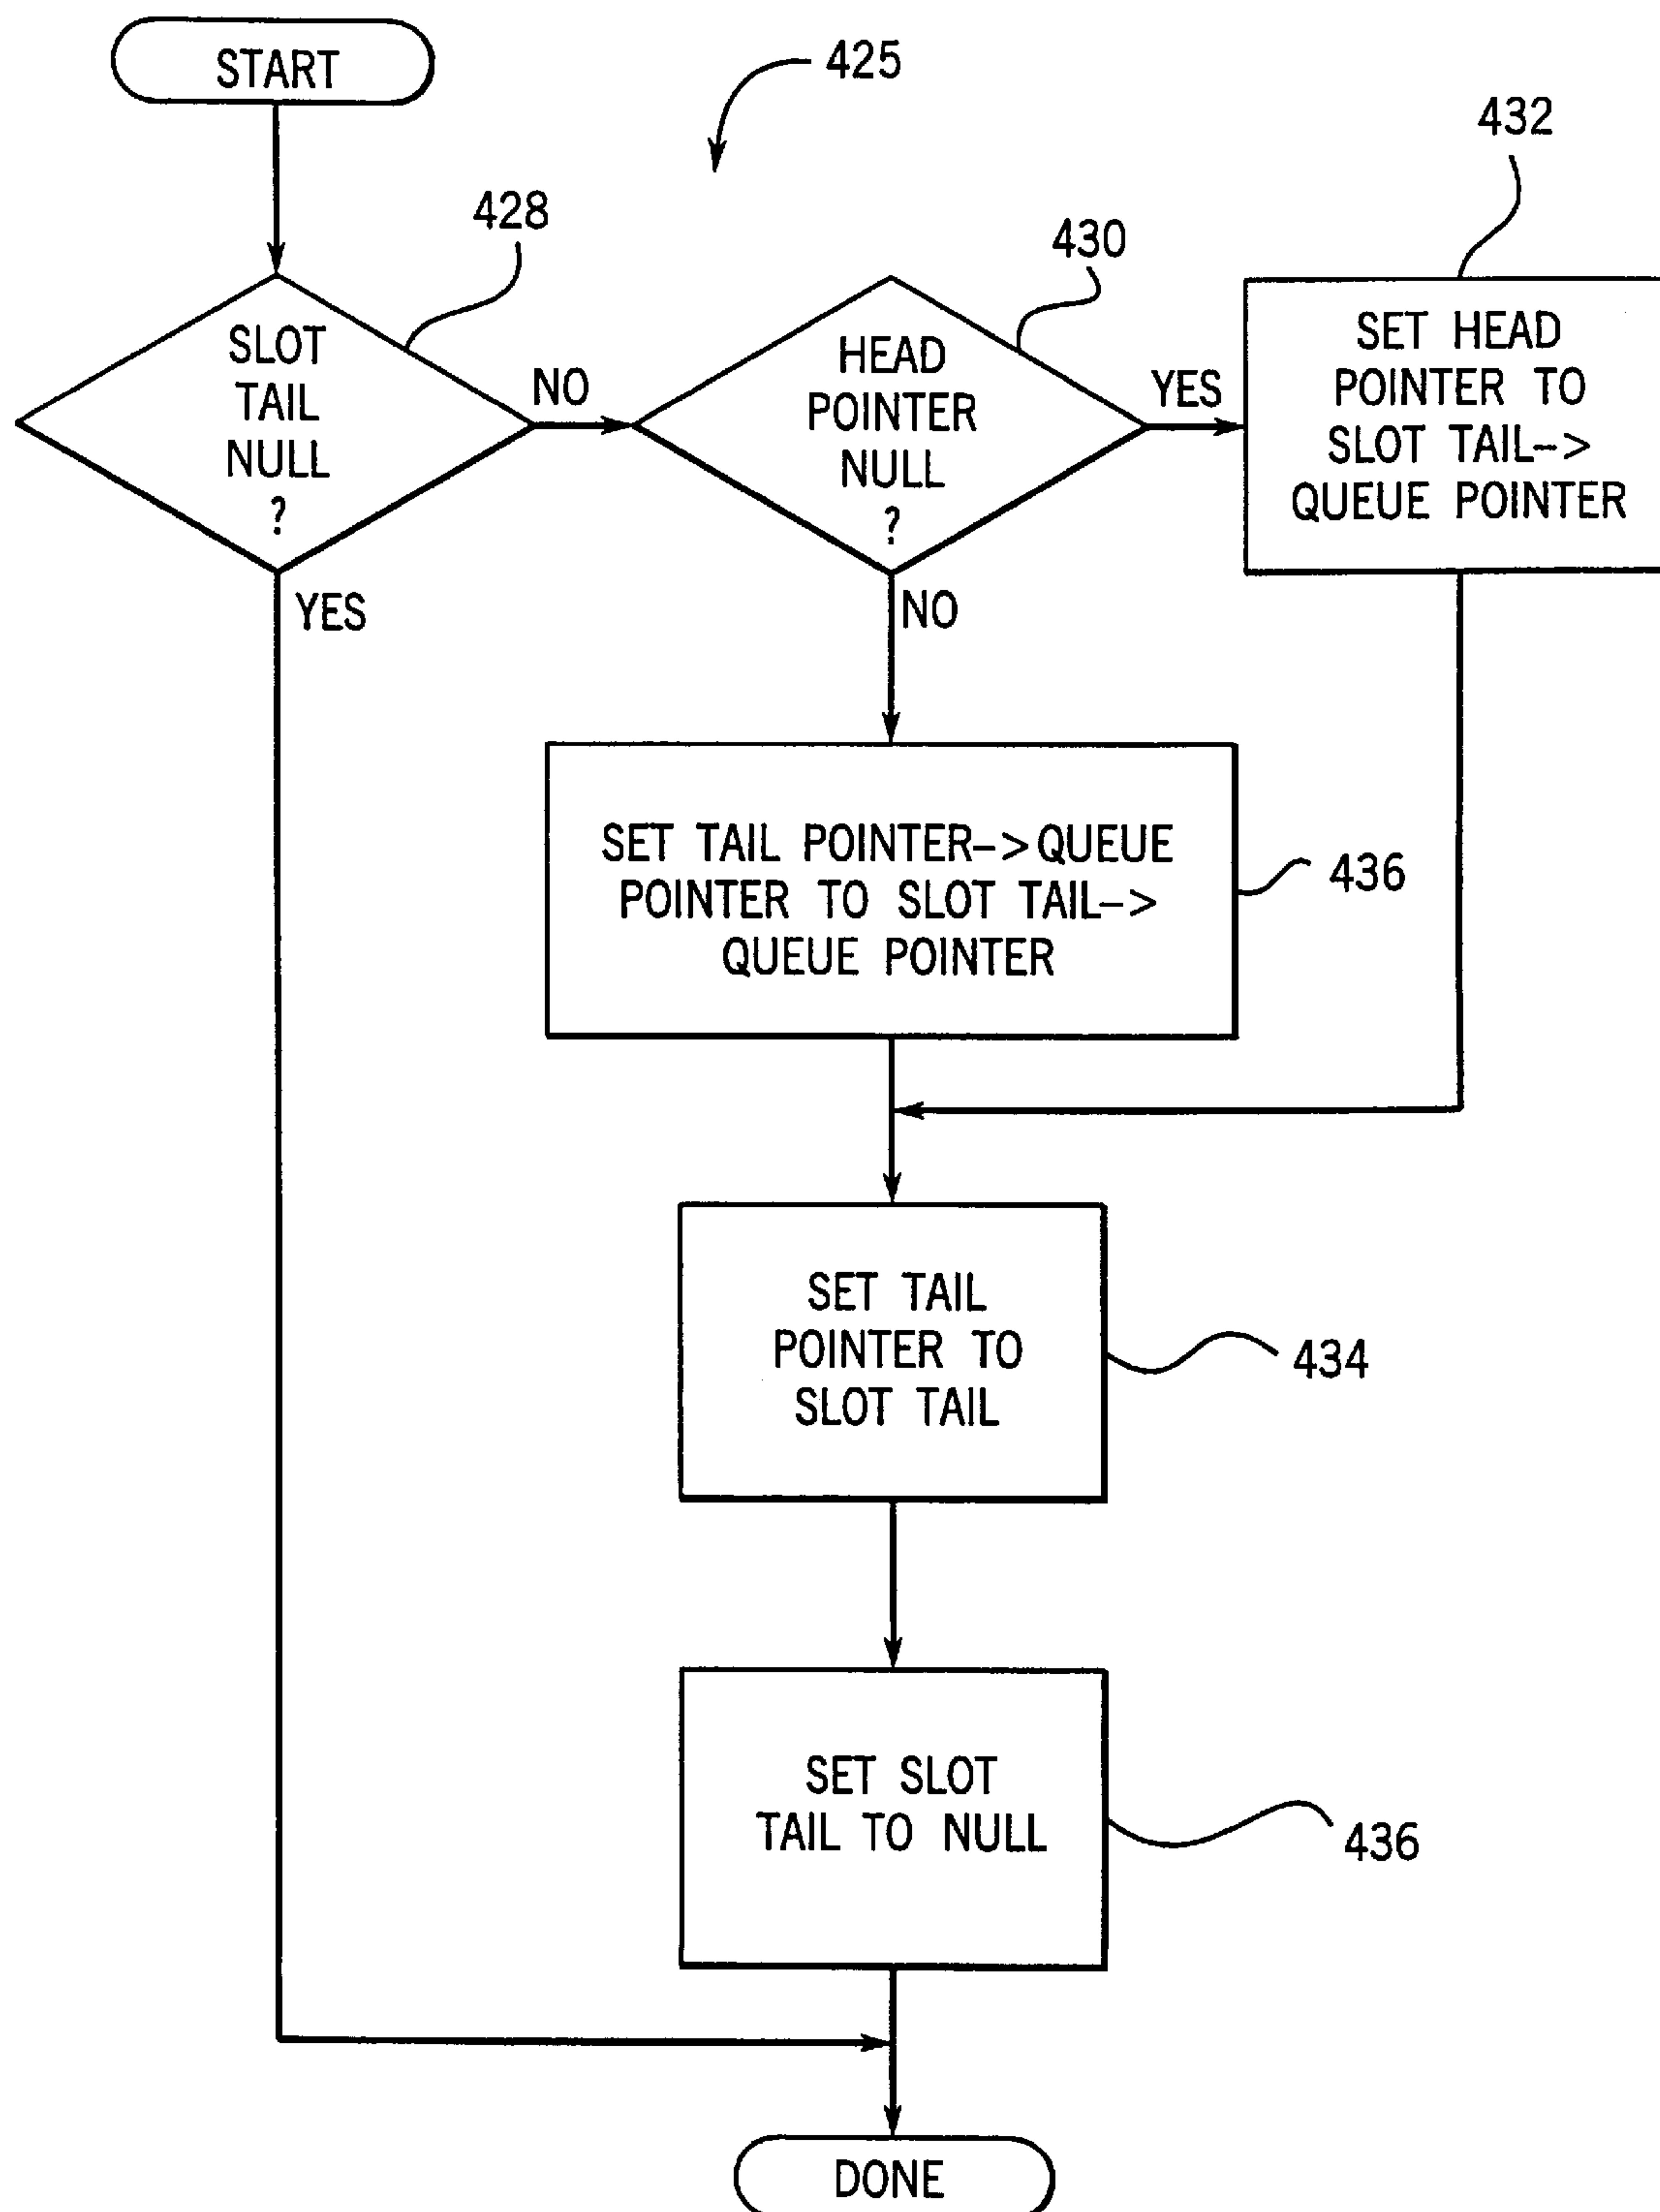 START
425
432
428
430
SLOT
TAIL
NULL
?
NO
HEAD
POINTER
NULL
?
YES
SET HEAD
POINTER TO
SLOT TAIL->
QUEUE POINTER
YES
NO
SET TAIL POINTER->QUEUE
POINTER TO SLOT TAIL->
QUEUE POINTER
436
SET TAIL
POINTER TO
SLOT TAIL
434
SET SLOT
TAIL TO NULL
436
DONE